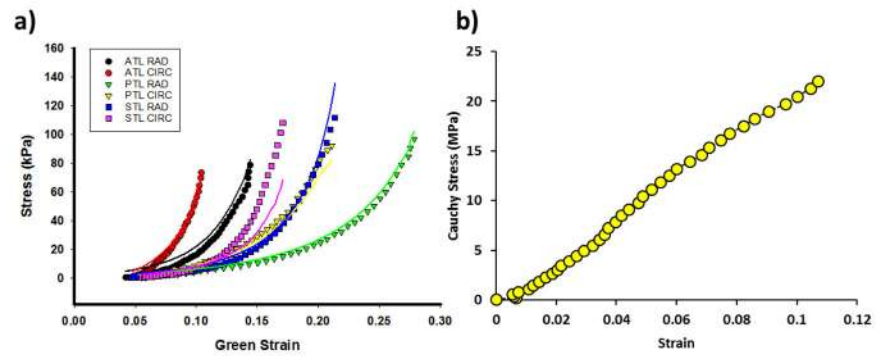 a)
160
140
120
100
80
60
40
20
0
Stress (kPa)
ATL RAD
ATL CIRC
PTL RAD
PTL CIRC
STL RAD
STL CIRC
0.00 0.05 0.10 0.15 0.20 0.25 0.30
Green Strain
b)
25
20
15
10
5
0
Cauchy Stress (MPa)
0 0.02 0.04 0.06 0.08 0.1 0.12
Strain